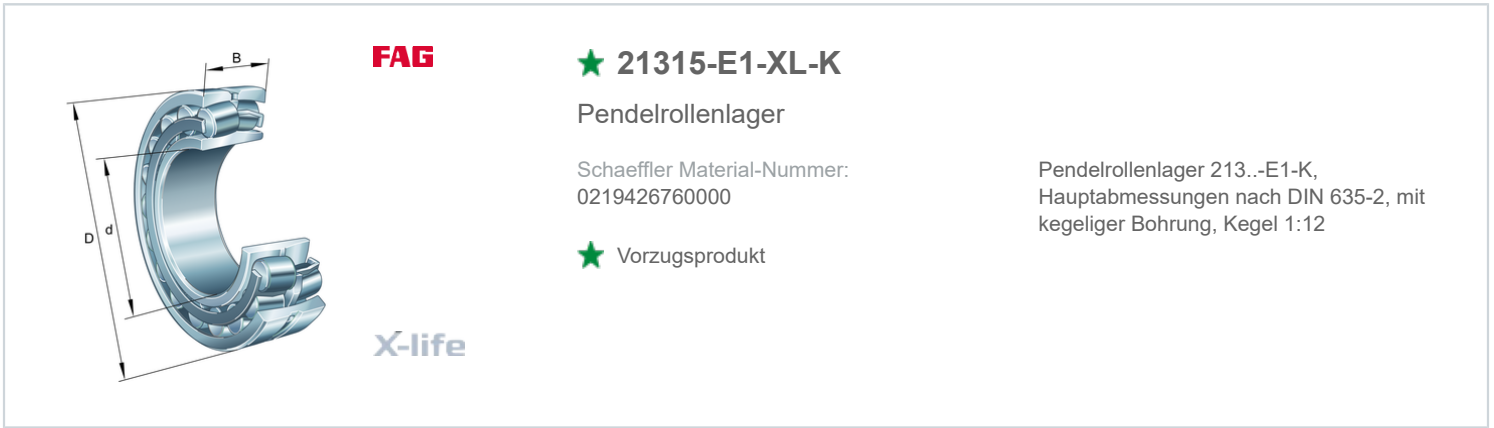 B
D
d
FAG
X-life
21315-E1-XL-K
Pendelrollenlager
Schaeffler Material-Nummer:
0219426760000
Vorzugsprodukt
Pendelrollenlager 213..-E1-K,
Hauptabmessungen nach DIN 635-2, mit
kegeliger Bohrung, Kegel 1:12